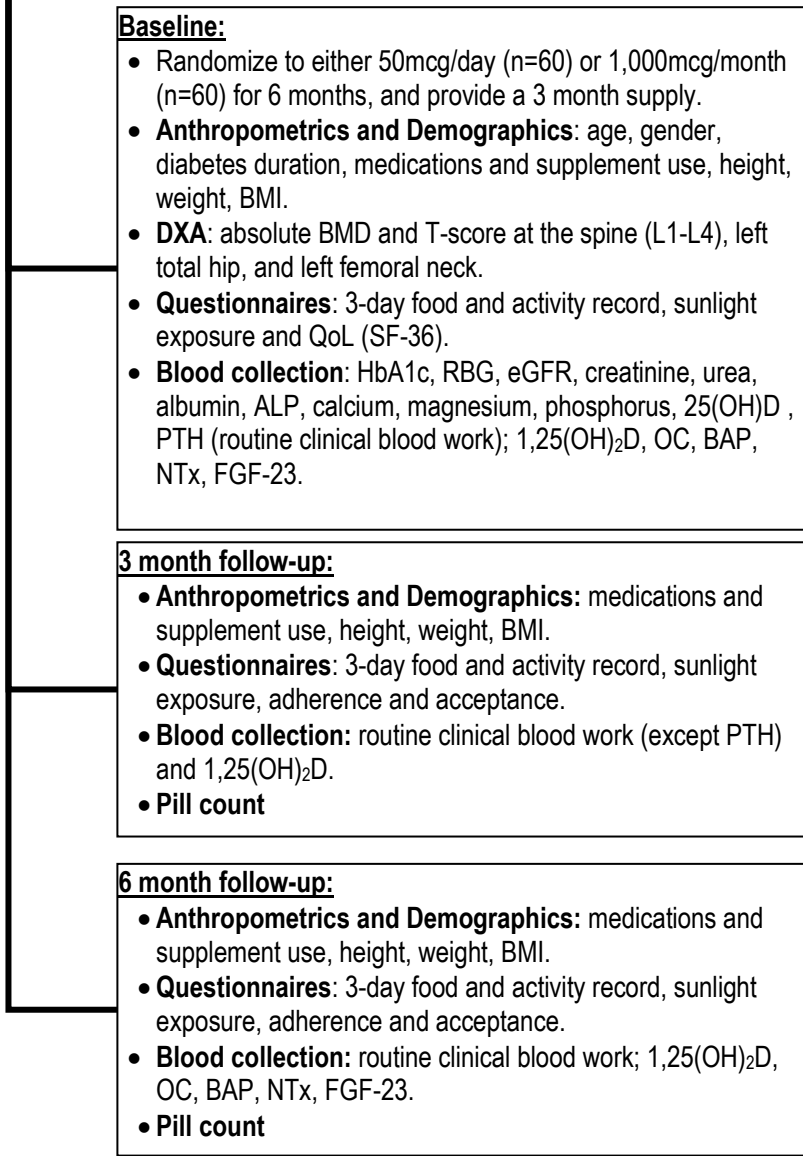 Baseline:
• Randomize to either 50mcg/day (n=60) or 1,000mcg/month
(n=60) for 6 months, and provide a 3 month supply.
• Anthropometrics and Demographics: age, gender,
diabetes duration, medications and supplement use, height,
weight, BMI.
• DXA: absolute BMD and T-score at the spine (L1-L4), left
total hip, and left femoral neck.
• Questionnaires: 3-day food and activity record, sunlight
exposure and QoL (SF-36).
• Blood collection: HbA1c, RBG, eGFR, creatinine, urea,
albumin, ALP, calcium, magnesium, phosphorus, 25(OH)D ,
PTH (routine clinical blood work); 1,25(OH)₂D, OC, BAP,
NTx, FGF-23.
3 month follow-up:
• Anthropometrics and Demographics: medications and
supplement use, height, weight, BMI.
• Questionnaires: 3-day food and activity record, sunlight
exposure, adherence and acceptance.
• Blood collection: routine clinical blood work (except PTH)
and 1,25(OH)₂D.
• Pill count
6 month follow-up:
• Anthropometrics and Demographics: medications and
supplement use, height, weight, BMI.
• Questionnaires: 3-day food and activity record, sunlight
exposure, adherence and acceptance.
• Blood collection: routine clinical blood work; 1,25(OH)₂D,
OC, BAP, NTx, FGF-23.
• Pill count